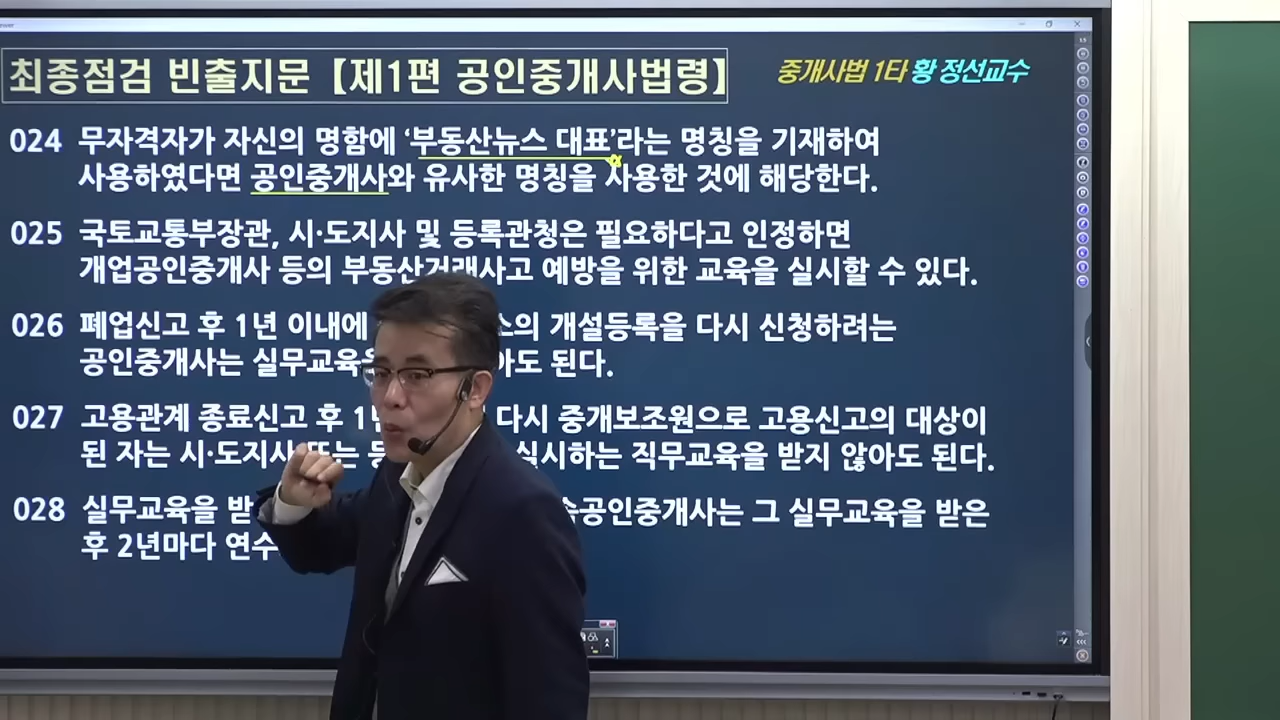 최종점검 빈출지문【제1편 공인중개사법령】
중개사법 1타 황 정선교수
024 무자격자가 자신의 명함에 ‘부동산뉴스 대표’라는 명칭을 기재하여
사용하였다면 공인중개사와 유사한 명칭을 사용한 것에 해당한다.
025 국토교통부장관, 시·도지사 및 등록관청은 필요하다고 인정하면
개업공인중개사 등의 부동산거래사고 예방을 위한 교육을 실시할 수 있다.
026 폐업신고 후 1년 이내에 의 개설등록을 다시 신청하려는
공인중개사는 실무교육을 도 된다.
027 고용관계 종료신고 후 다시 중개보조원으로 고용신고의 대상이
된 자는 시·도지사 또는 실시하는 직무교육을 받지 않아도 된다.
028 실무교육을 받 공인중개사는 그 실무교육을 받은
후 2년마다 연수